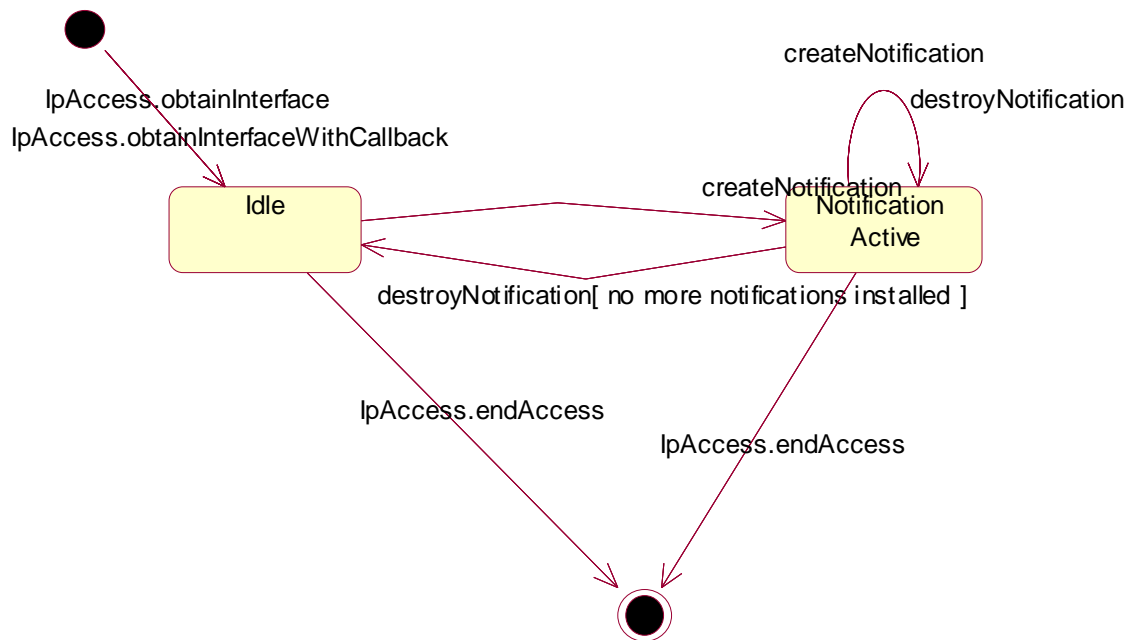 createNotification
destroyNotification
IpAccess.obtainInterface
IpAccess.obtainInterfaceWithCallback
createNotification
Idle
Notification
Active
destroyNotification[ no more notifications installed ]
IpAccess.endAccess
IpAccess.endAccess